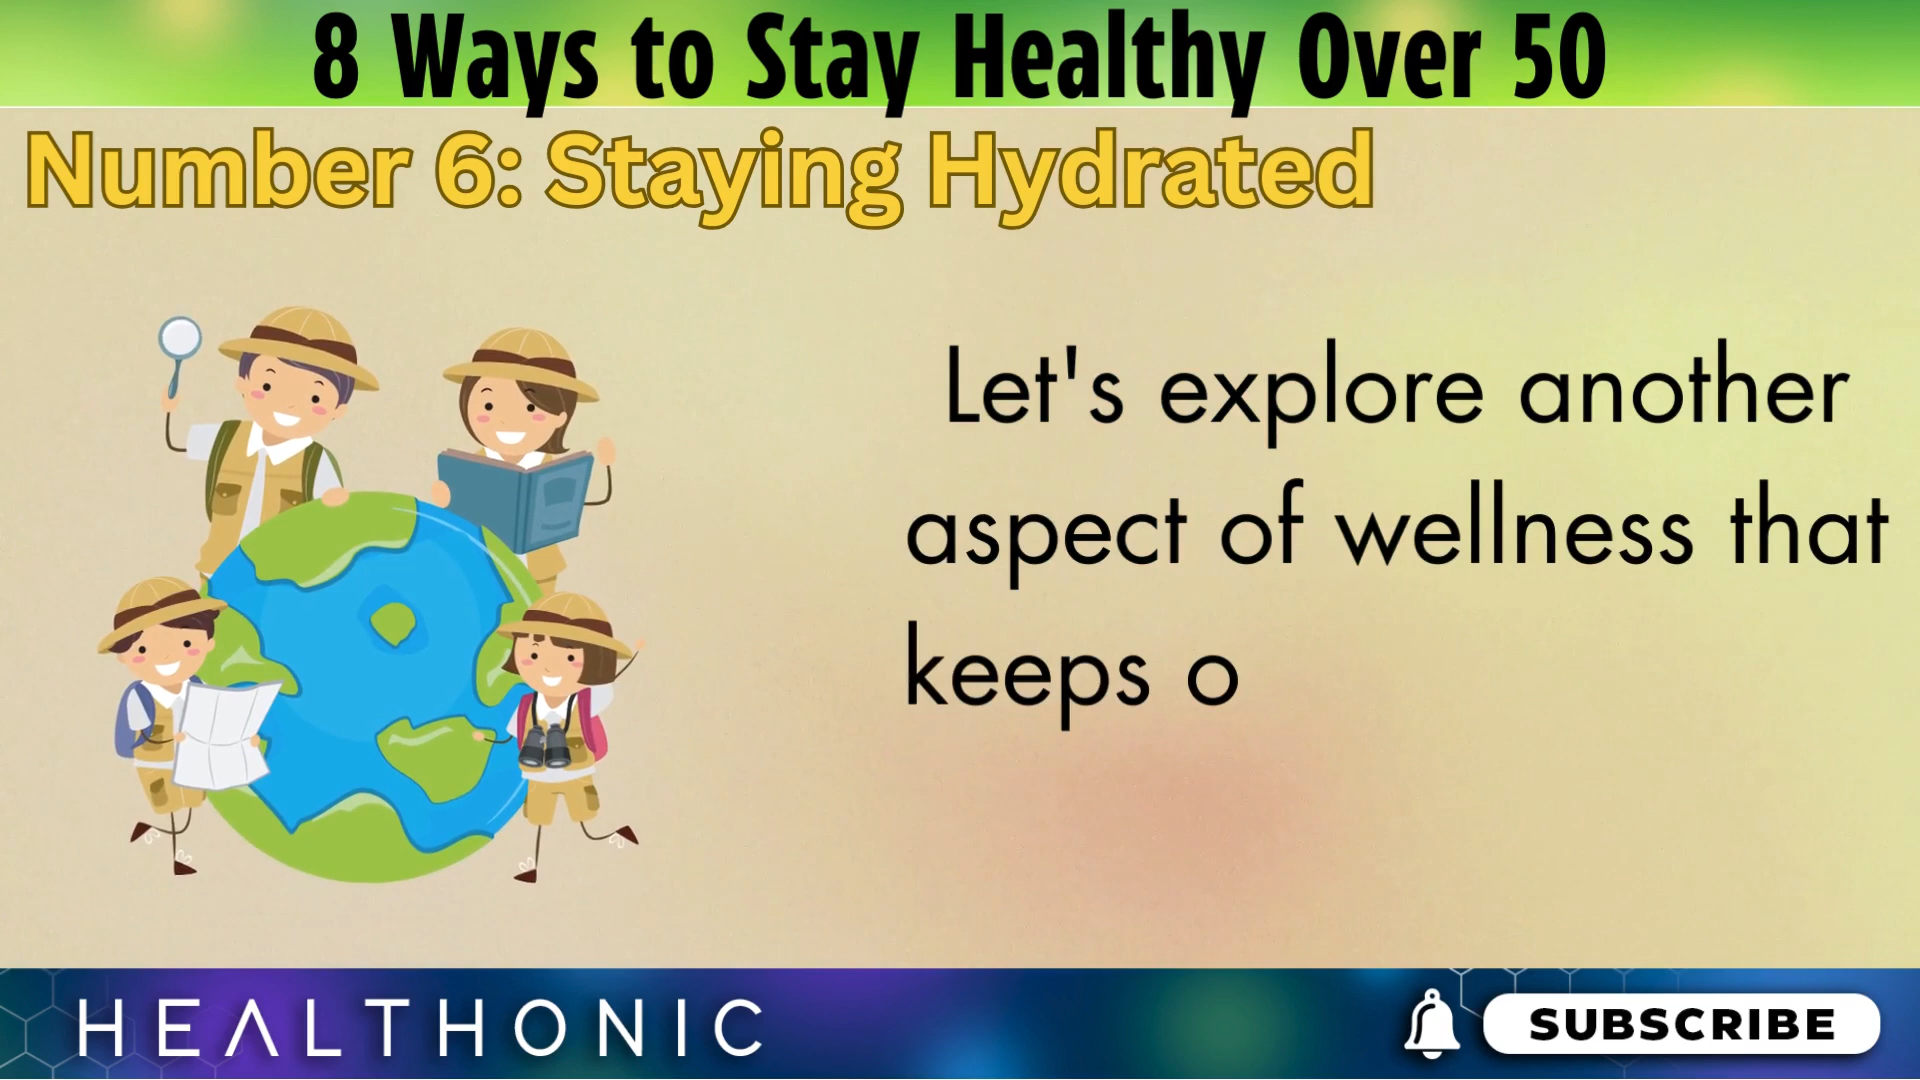 8 Ways to Stay Healthy Over 50
Number 6: Staying Hydrated
Let's explore another
aspect of wellness that
keeps o
HEALTHONIC
SUBSCRIBE